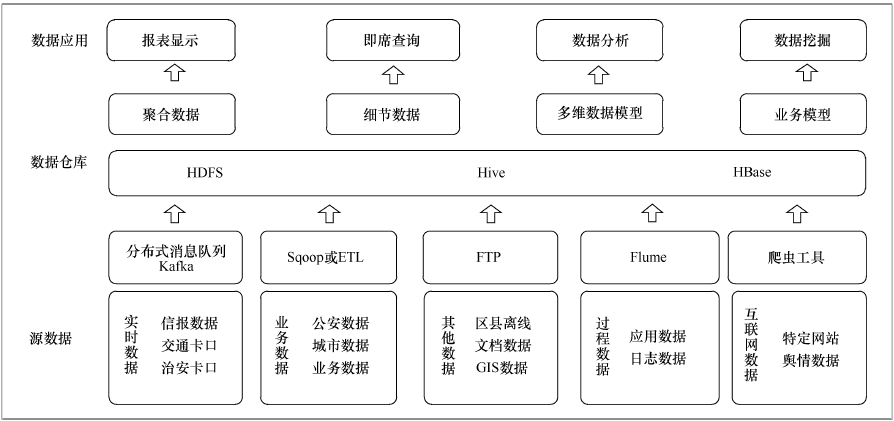 数据应用
报表显示
即席查询
数据分析
数据挖掘
聚合数据
细节数据
多维数据模型
业务模型
数据仓库
HDFS
Hive
HBase
分布式消息队列
Kafka
Sqoop或ETL
FTP
Flume
爬虫工具
源数据
实时数据
信报数据
交通卡口
治安卡口
业务数据
公安数据
城市数据
业务数据
其他数据
区县离线
文档数据
GIS数据
过程数据
应用数据
日志数据
互联网数据
特定网站
舆情数据